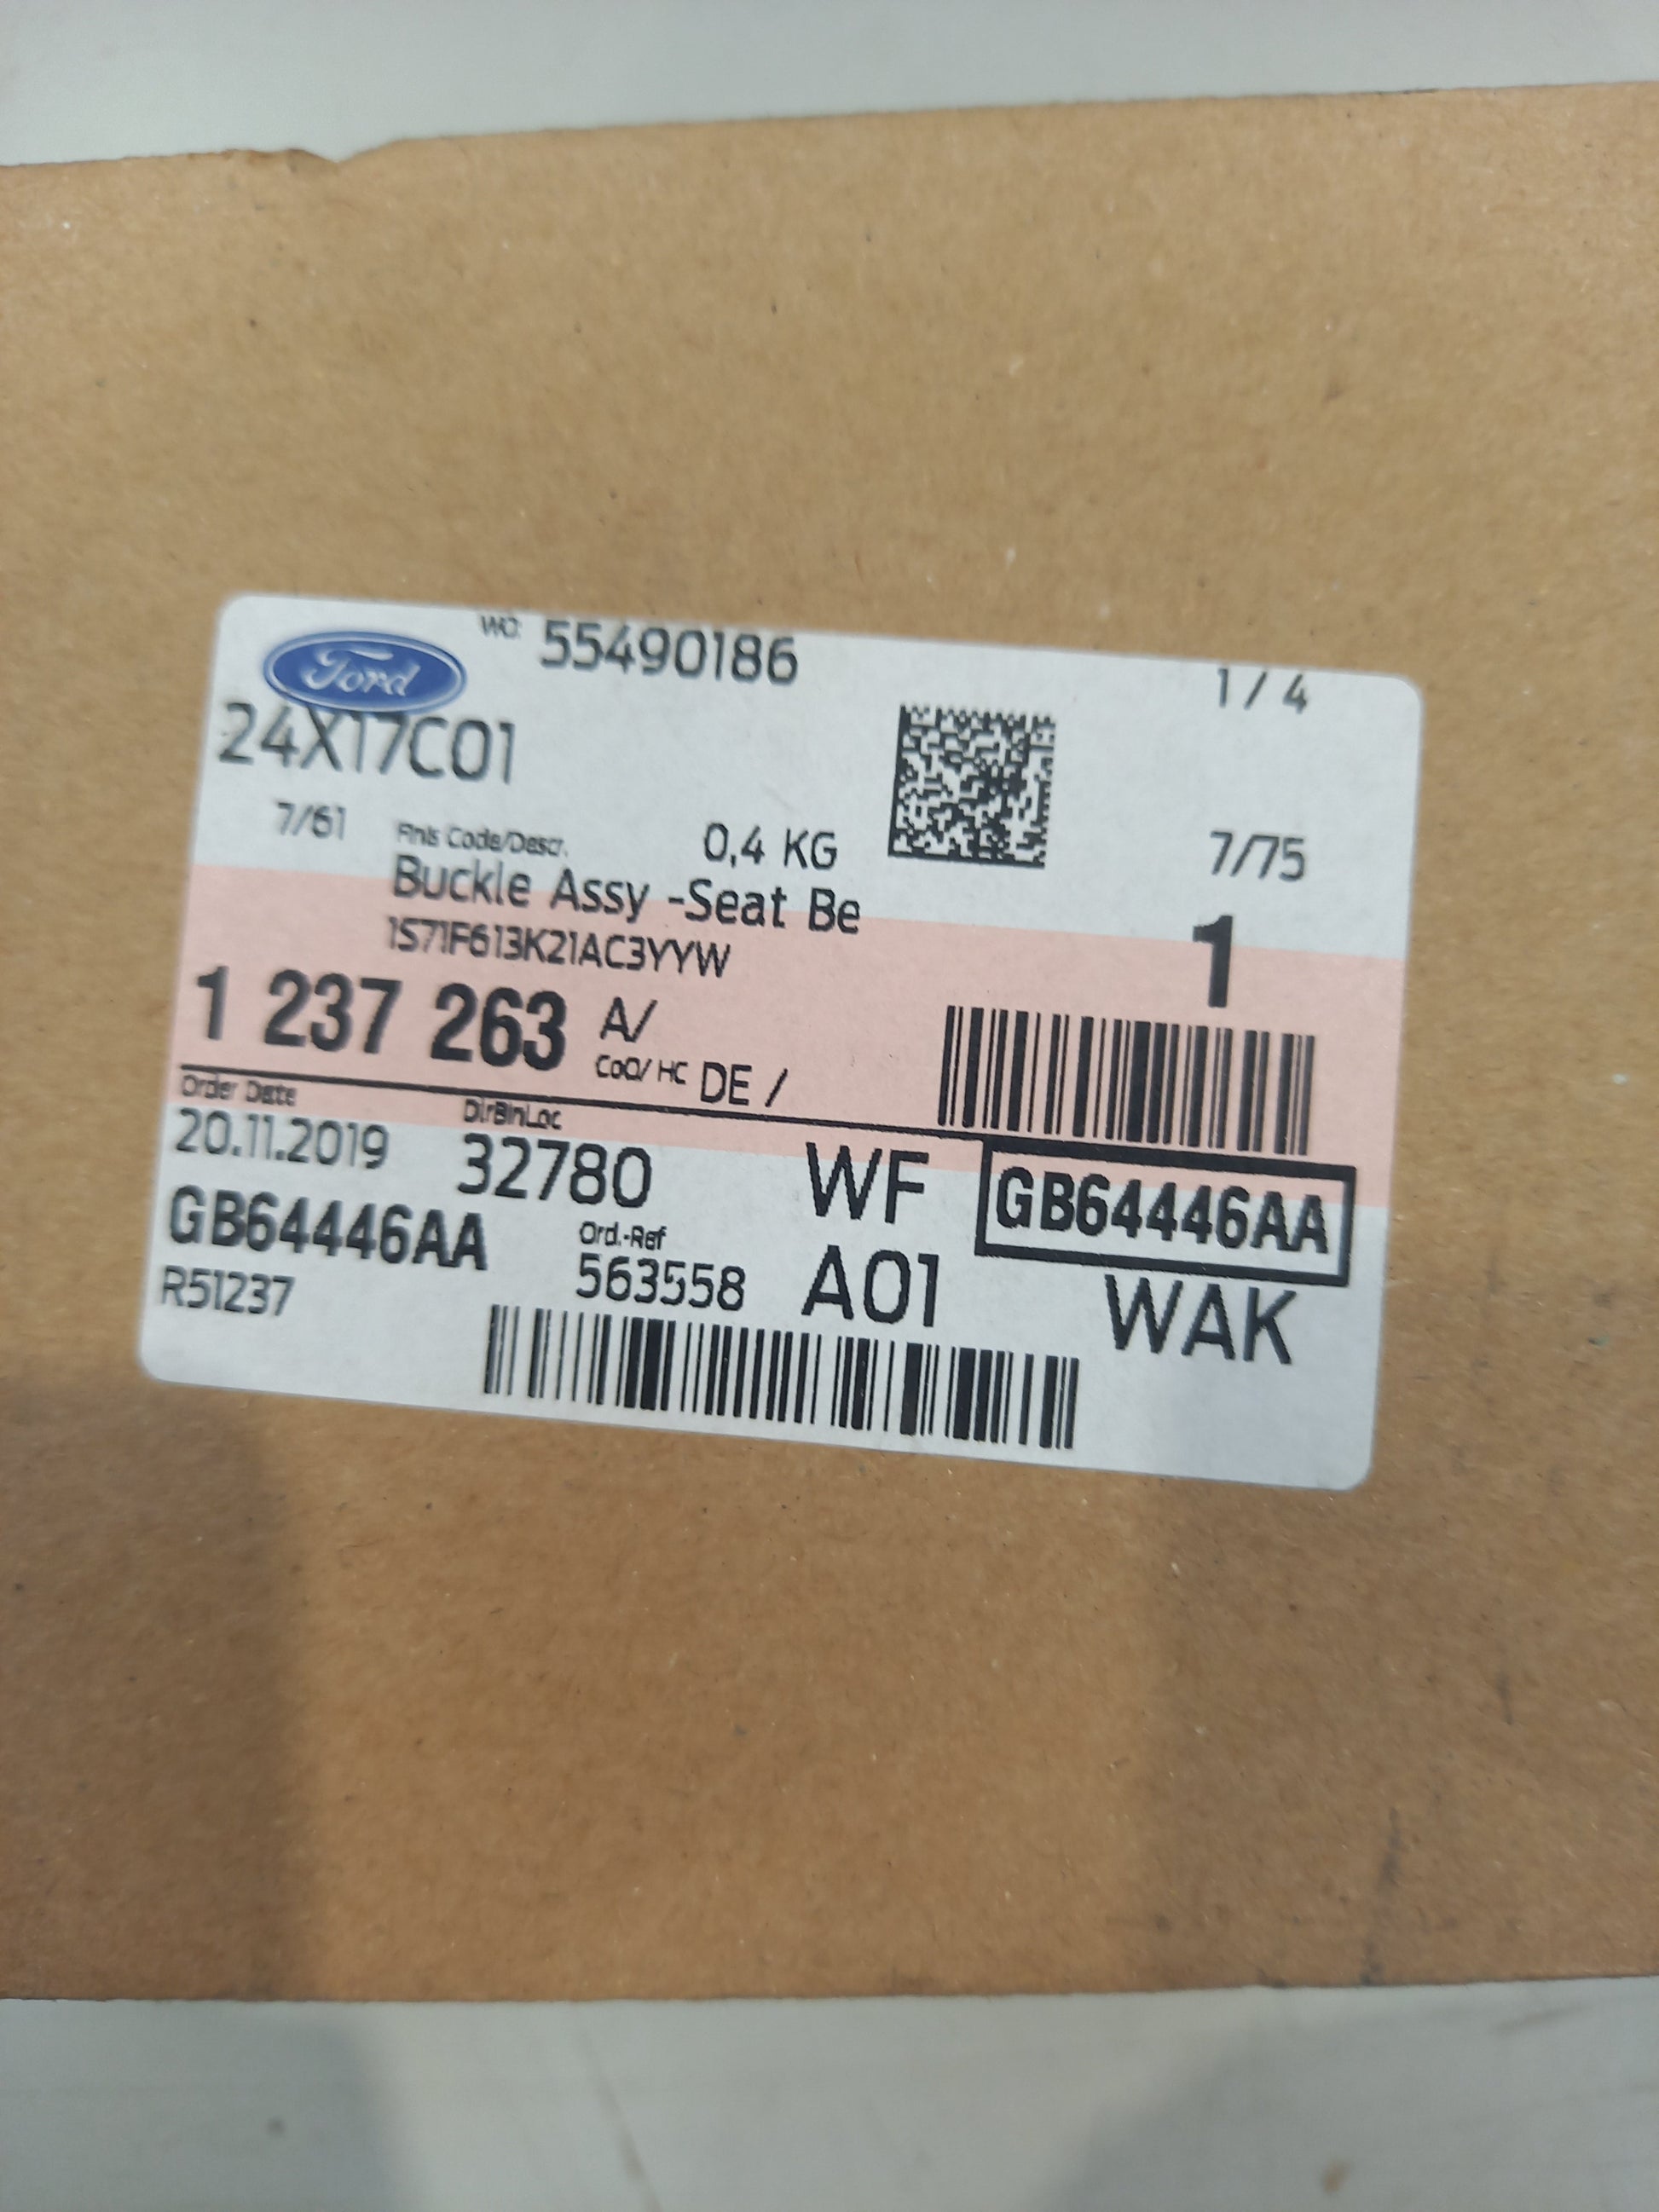 Ford
WO: 55490186
1 / 4
24X17C01
7/61
Finis Code/Descr.
0,4 KG
7/75
Buckle Assy -Seat Be
1S71F613K21AC3YYW
1
1 237 263 A/
CoO/ HC DE /
Order Date
DirBinLoc
20.11.2019
32780
WF
GB64446AA
GB64446AA
Ord.-Ref
R51237
563558
A01
WAK